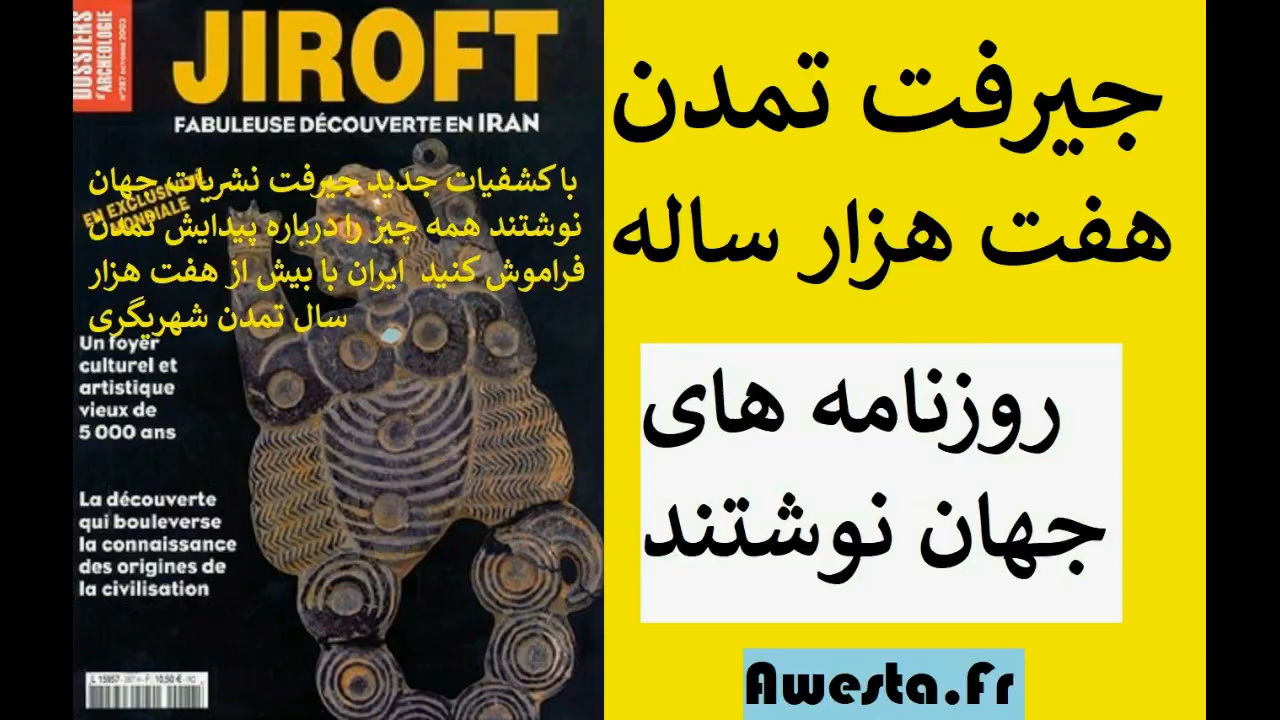 DOSSIERS
d'ARCHÉOLOGIE
n°287 OCTOBRE 2003
JIROFT
FABULEUSE DÉCOUVERTE EN IRAN
EN EXCLUSIVITÉ
MONDIALE
با کشفیات جدید جیرفت نشریات جهان
نوشتند همه چیز را درباره پیدایش تمدن
فراموش کنید ایران با بیش از هفت هزار
سال تمدن شهریگری
Un foyer
culturel et
artistique
vieux de
5 000 ans
La découverte
qui bouleverse
la connaissance
des origines de
la civilisation
جیرفت تمدن
هفت هزار ساله
روزنامه های
جهان نوشتند
Awesta.Fr